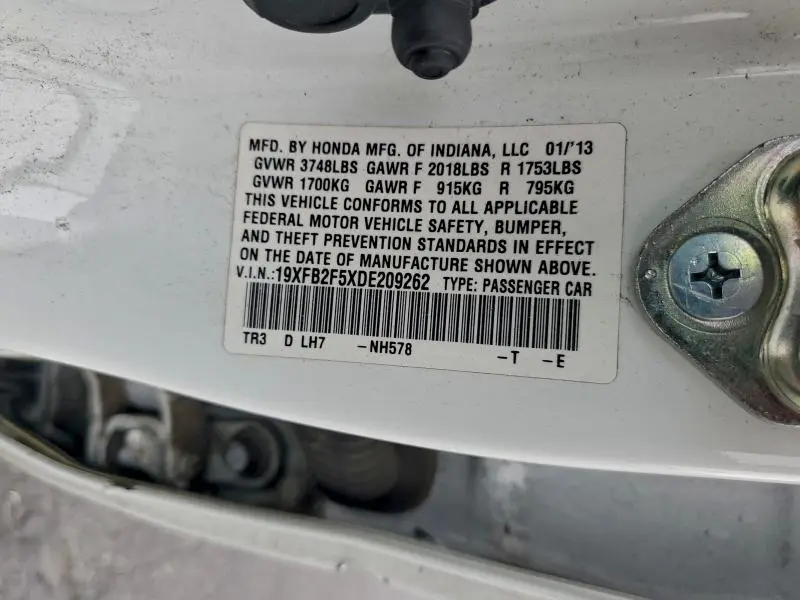 MFD. BY HONDA MFG. OF INDIANA, LLC 01/'13
GVWR 3748LBS GAWR F 2018LBS R 1753LBS
GVWR 1700KG GAWR F 915KG R 795KG
THIS VEHICLE CONFORMS TO ALL APPLICABLE
FEDERAL MOTOR VEHICLE SAFETY, BUMPER,
AND THEFT PREVENTION STANDARDS IN EFFECT
ON THE DATE OF MANUFACTURE SHOWN ABOVE.
V.I.N.: 19XFB2F5XDE209262 TYPE: PASSENGER CAR
TR3 D LH7 -NH578 -T -E